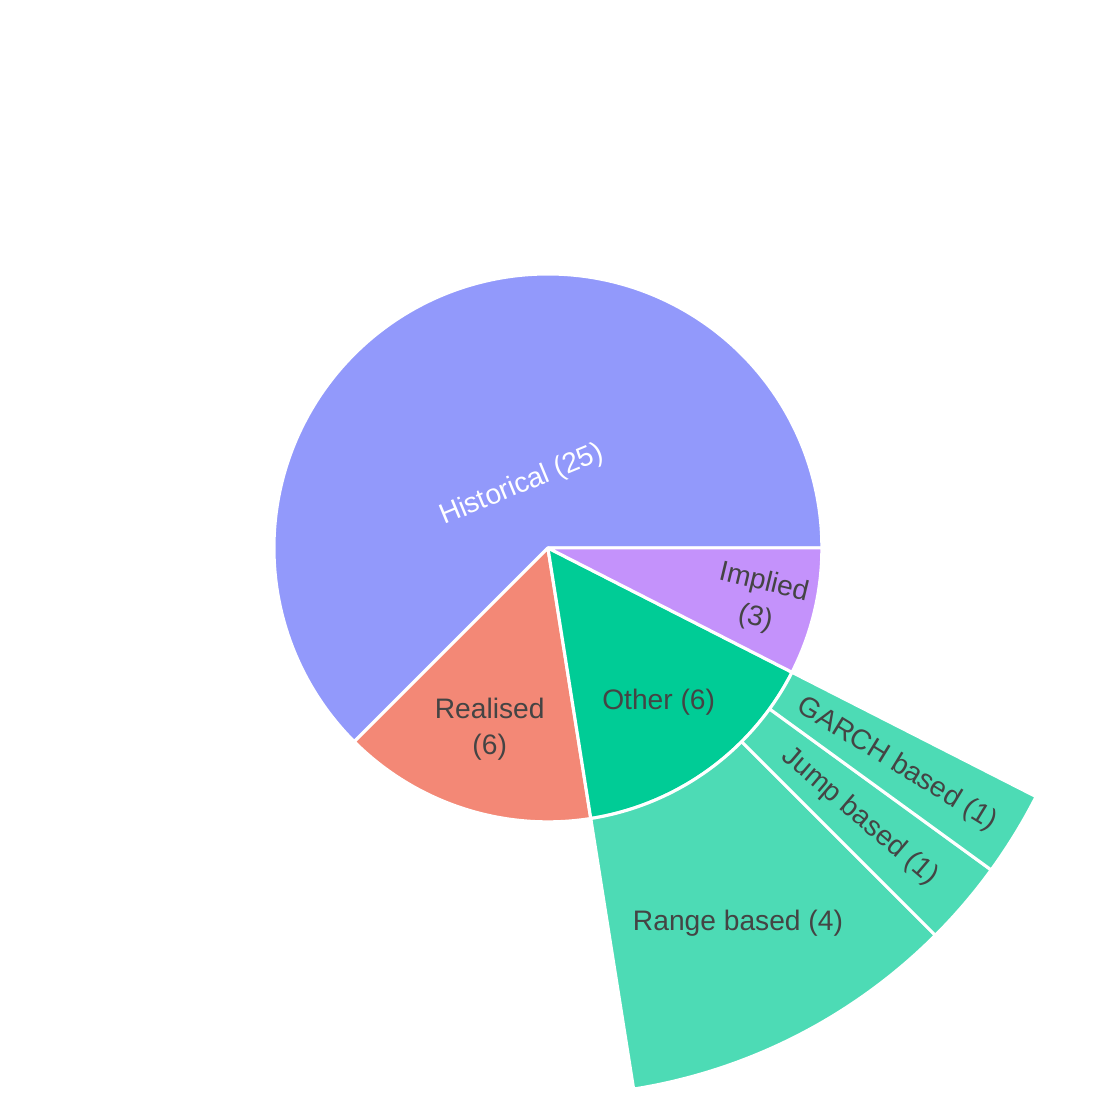 Historical (25)
Implied
(3)
Realised
(6)
Other (6)
GARCH based (1)
Jump based (1)
Range based (4)